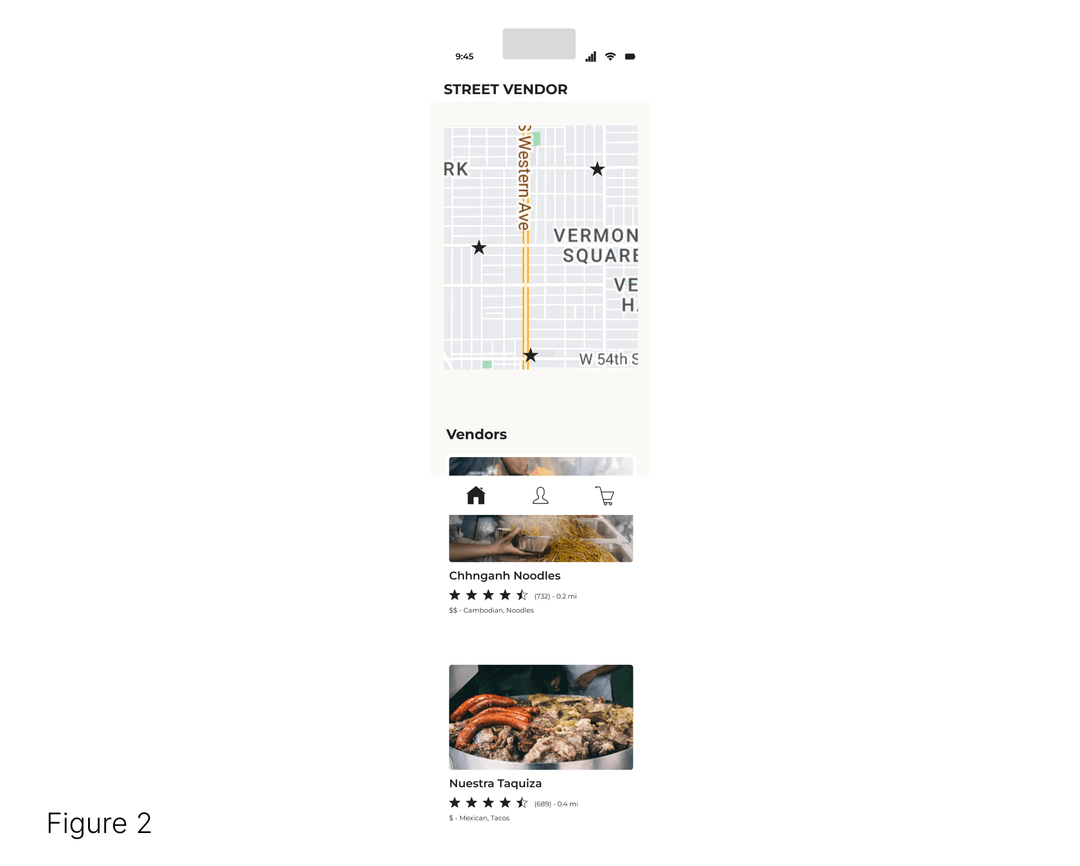 9:45
STREET VENDOR
S Western Ave
RK
VERMON
SQUARE
VE
H
W 54th S
Vendors
Chhnganh Noodles
(732) - 0.2 mi
$$ - Cambodian, Noodles
Nuestra Taquiza
(689) - 0.4 mi
$ - Mexican, Tacos
Figure 2